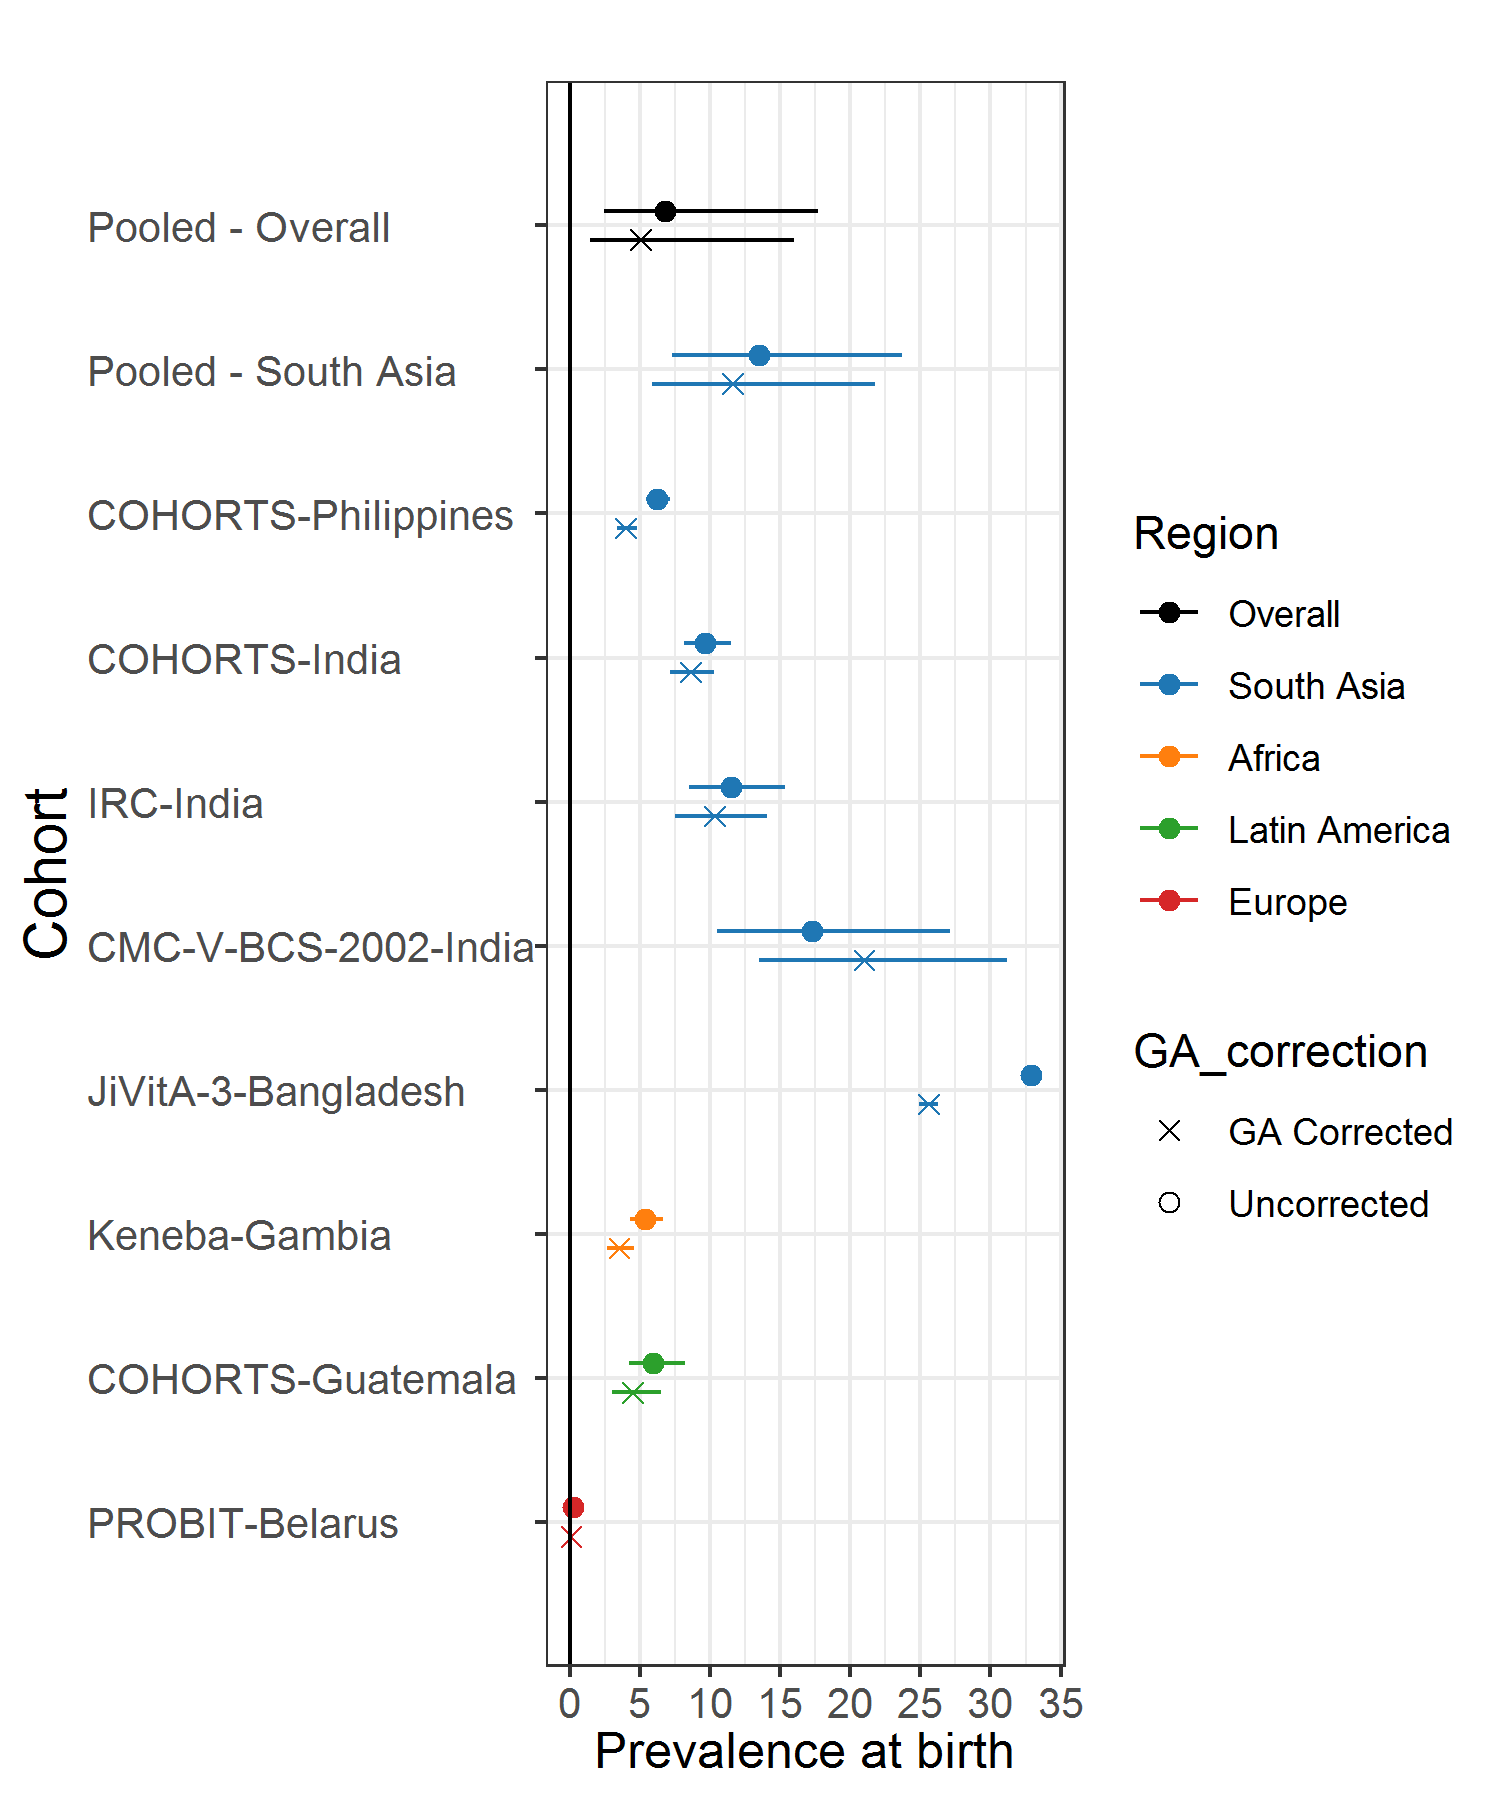 Pooled - Overall
Pooled - South Asia
COHORTS-Philippines
COHORTS-India
IRC-India
CMC-V-BCS-2002-India
JiVitA-3-Bangladesh
Keneba-Gambia
COHORTS-Guatemala
PROBIT-Belarus
Cohort
0 5 10 15 20 25 30 35
Prevalence at birth
Region
Overall
South Asia
Africa
Latin America
Europe
GA_correction
GA Corrected
Uncorrected